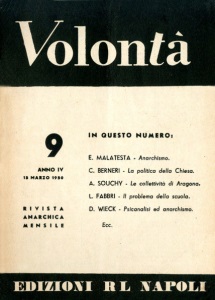 Volontà
9
ANNO IV
15 MARZO 1950
RIVISTA
ANARCHICA
MENSILE
IN QUESTO NUMERO:
E. MALATESTA - Anarchismo.
C. BERNERI - La politica della Chiesa.
A. SOUCHY - Le collettività di Aragona.
L. FABBRI - Il problema della scuola.
D. WIECK - Psicanalisi ed anarchismo.
Ecc.
EDIZIONI RL NAPOLI